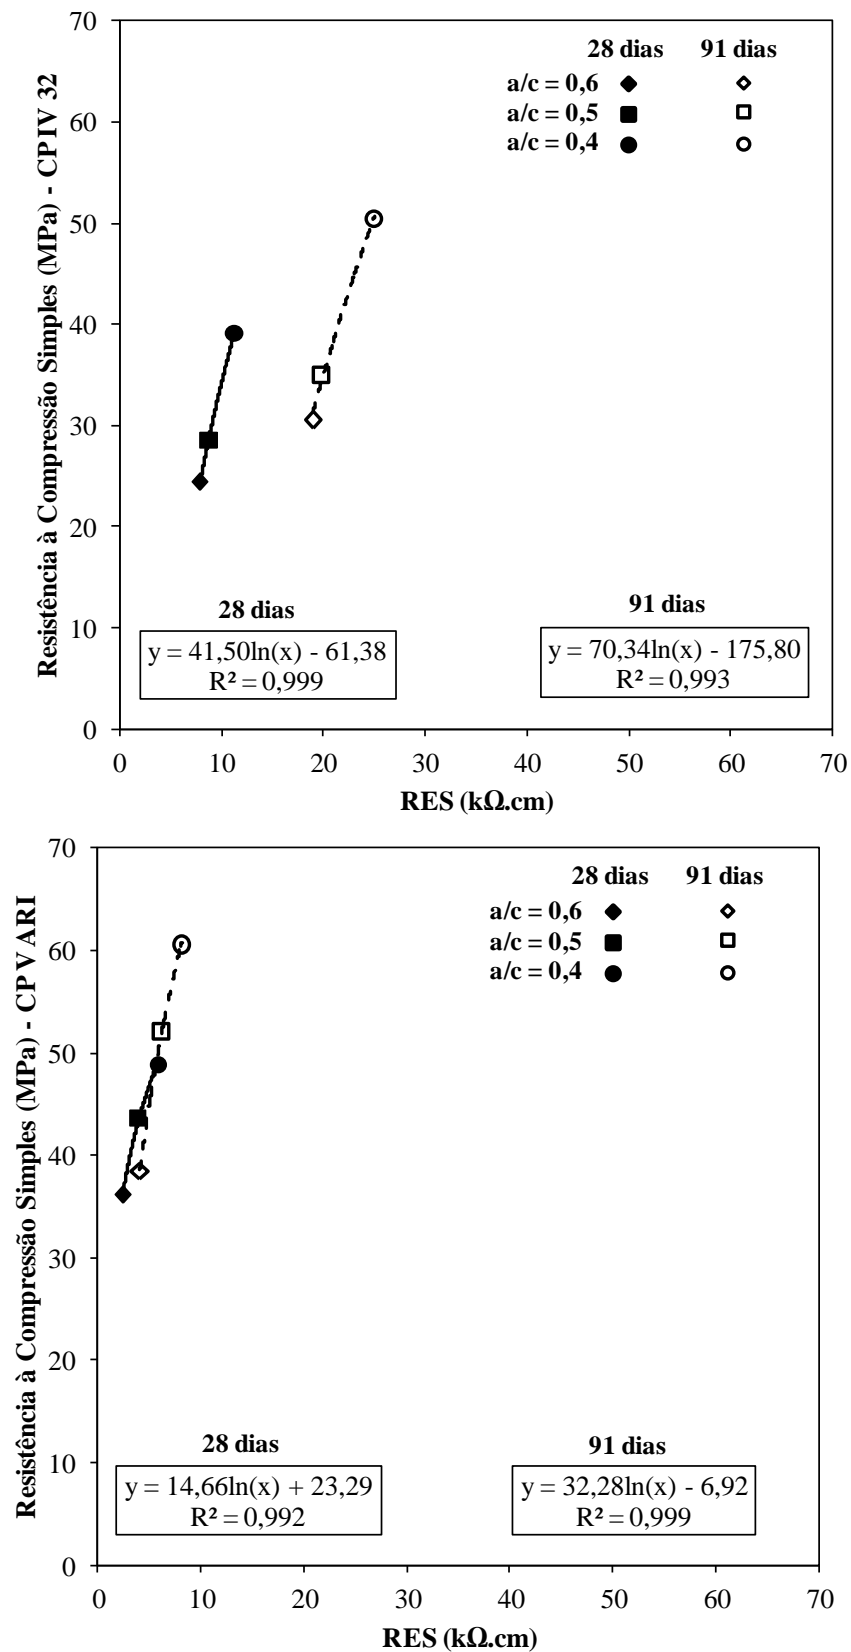 Resistência à Compressão Simples (MPa) - CPIV 32
70
60
50
40
30
20
10
0
28 dias 91 dias
a/c = 0,6
a/c = 0,5
a/c = 0,4
28 dias
y = 41,50ln(x) - 61,38
R² = 0,999
91 dias
y = 70,34ln(x) - 175,80
R² = 0,993
0 10 20 30 40 50 60 70
RES (kΩ.cm)
Resistência à Compressão Simples (MPa) - CP V ARI
70
60
50
40
30
20
10
0
28 dias 91 dias
a/c = 0,6
a/c = 0,5
a/c = 0,4
28 dias
y = 14,66ln(x) + 23,29
R² = 0,992
91 dias
y = 32,28ln(x) - 6,92
R² = 0,999
0 10 20 30 40 50 60 70
RES (kΩ.cm)